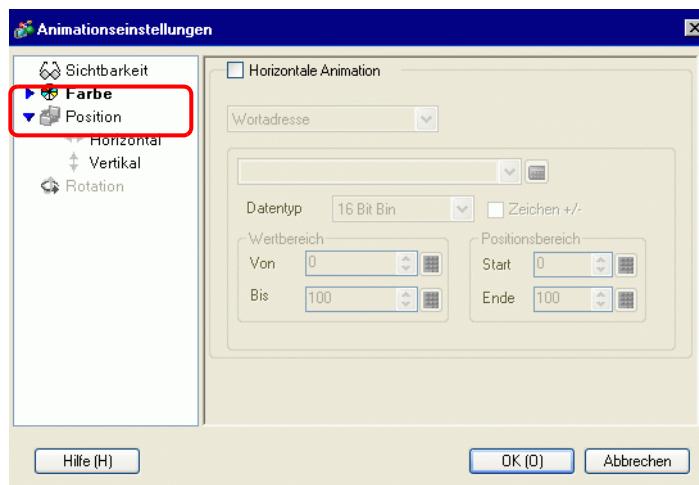 Animationseinstellungen
Sichtbarkeit
Farbe
Position
Horizontal
Vertikal
Rotation
Horizontale Animation
Wortadresse
Datentyp 16 Bit Bin Zeichen +/-
Wertbereich
Von 0
Bis 100
Positionsbereich
Start 0
Ende 100
Hilfe (H) OK (O) Abbrechen